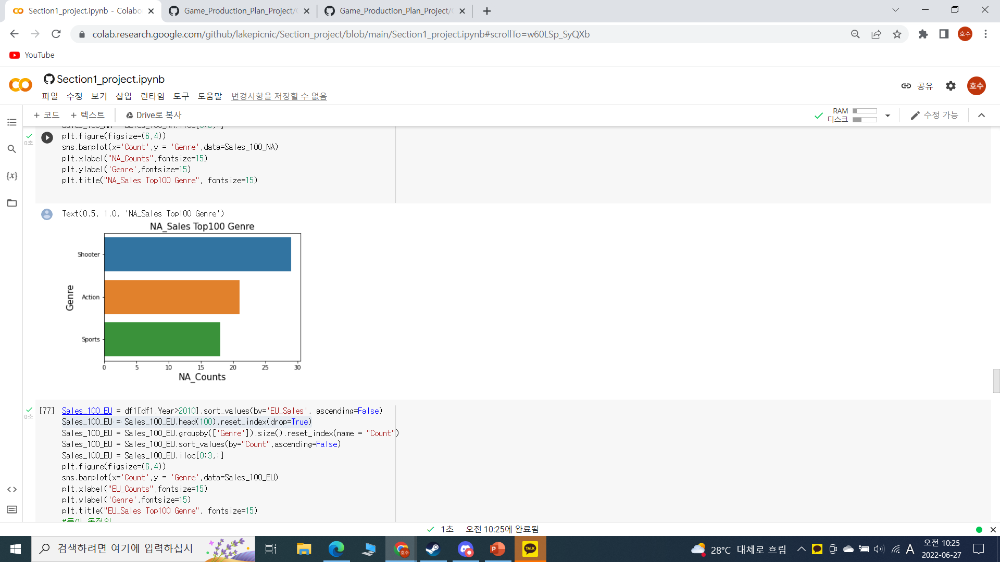 Section1_project.ipynb - Colabo
Game_Production_Plan_Project/
Game_Production_Plan_Project/
colab.research.google.com/github/lakepicnic/Section_project/blob/main/Section1_project.ipynb#scrollTo=w60LSp_SyQXb
호수
YouTube
Section1_project.ipynb
파일 수정 보기 삽입 런타임 도구 도움말 변경사항을 저장할 수 없음
공유
호수
+ 코드 + 텍스트 Drive로 복사
RAM
디스크
수정 가능
0초
plt.figure(figsize=(6,4))
sns.barplot(x='Count',y = 'Genre',data=Sales_100_NA)
plt.xlabel("NA_Counts",fontsize=15)
plt.ylabel('Genre',fontsize=15)
plt.title("NA_Sales Top100 Genre", fontsize=15)
{x}
Text(0.5, 1.0, 'NA_Sales Top100 Genre')
NA_Sales Top100 Genre
Shooter
Action
Sports
Genre
0 5 10 15 20 25 30
NA_Counts
0초
[77] Sales_100_EU = df1[df1.Year>2010].sort_values(by='EU_Sales', ascending=False)
Sales_100_EU = Sales_100_EU.head(100).reset_index(drop=True)
Sales_100_EU = Sales_100_EU.groupby(['Genre']).size().reset_index(name = "Count")
Sales_100_EU = Sales_100_EU.sort_values(by="Count",ascending=False)
Sales_100_EU = Sales_100_EU.iloc[0:3,:]
plt.figure(figsize=(6,4))
sns.barplot(x='Count',y = 'Genre',data=Sales_100_EU)
plt.xlabel("EU_Counts",fontsize=15)
plt.ylabel('Genre',fontsize=15)
plt.title("EU_Sales Top100 Genre", fontsize=15)
1초 오전 10:25에 완료됨
검색하려면 여기에 입력하십시
호수
P
TALK
28°C 대체로 흐림
A
오전 10:25
2022-06-27